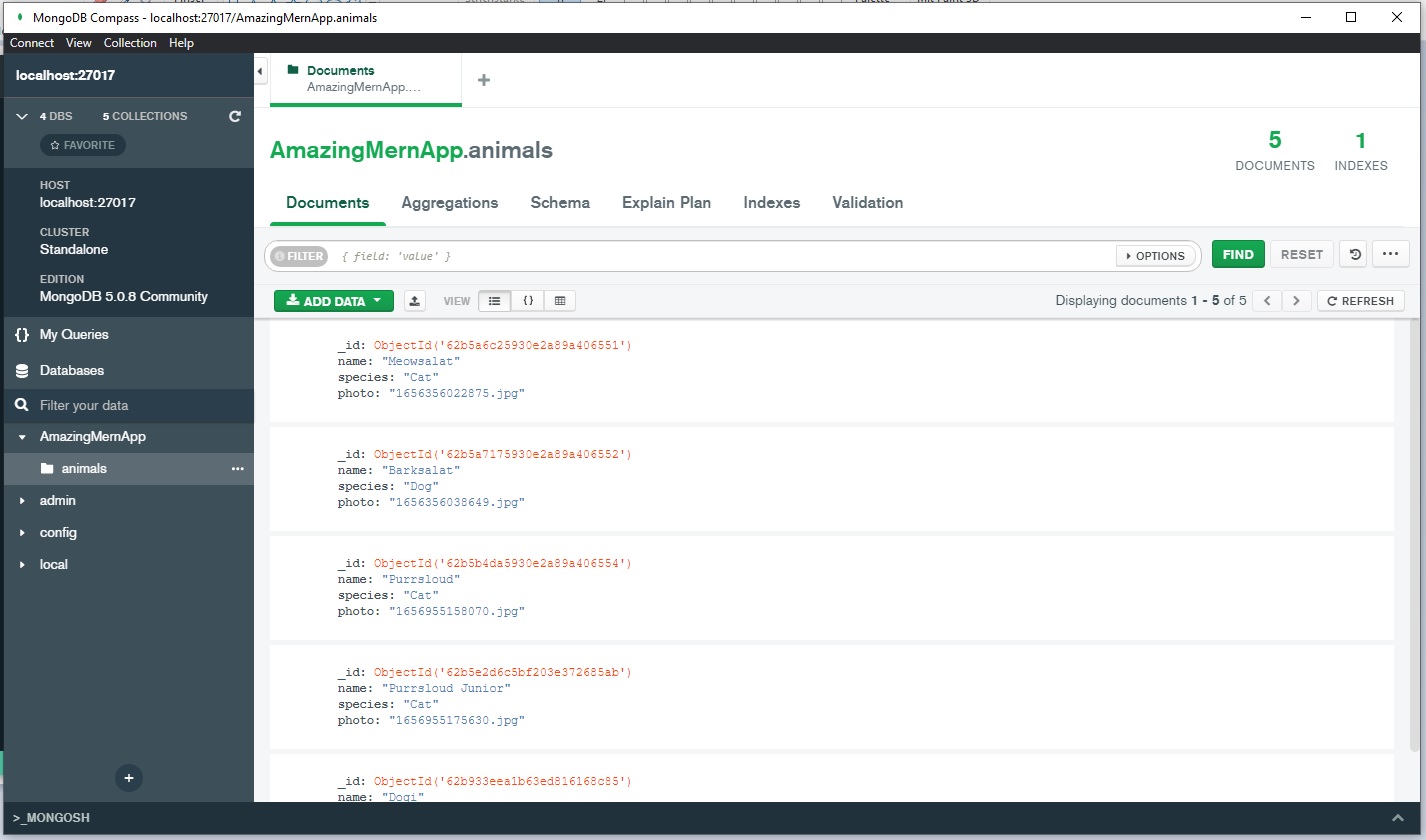 MongoDB Compass - localhost:27017/AmazingMernApp.animals
Connect View Collection Help
localhost:27017
4 DBS 5 COLLECTIONS
FAVORITE
HOST
localhost:27017
CLUSTER
Standalone
EDITION
MongoDB 5.0.8 Community
My Queries
Databases
Filter your data
AmazingMernApp
animals
admin
config
local
Documents
AmazingMernApp....
AmazingMernApp.animals
5
DOCUMENTS
1
INDEXES
Documents Aggregations Schema Explain Plan Indexes Validation
FILTER { field: 'value' } OPTIONS FIND RESET
ADD DATA VIEW {} Displaying documents 1 - 5 of 5 REFRESH
_id: ObjectId('62b5a6c25930e2a89a406551')
name: "Meowsalat"
species: "Cat"
photo: "1656356022875.jpg"
_id: ObjectId('62b5a7175930e2a89a406552')
name: "Barksalat"
species: "Dog"
photo: "1656356038649.jpg"
_id: ObjectId('62b5b4da5930e2a89a406554')
name: "Purrsloud"
species: "Cat"
photo: "1656955158070.jpg"
_id: ObjectId('62b5e2d6c5bf203e372685ab')
name: "Purrsloud Junior"
species: "Cat"
photo: "1656955175630.jpg"
_id: ObjectId('62b933eea1b63ed816168c85')
name: "Dogi"
>_MONGOSH